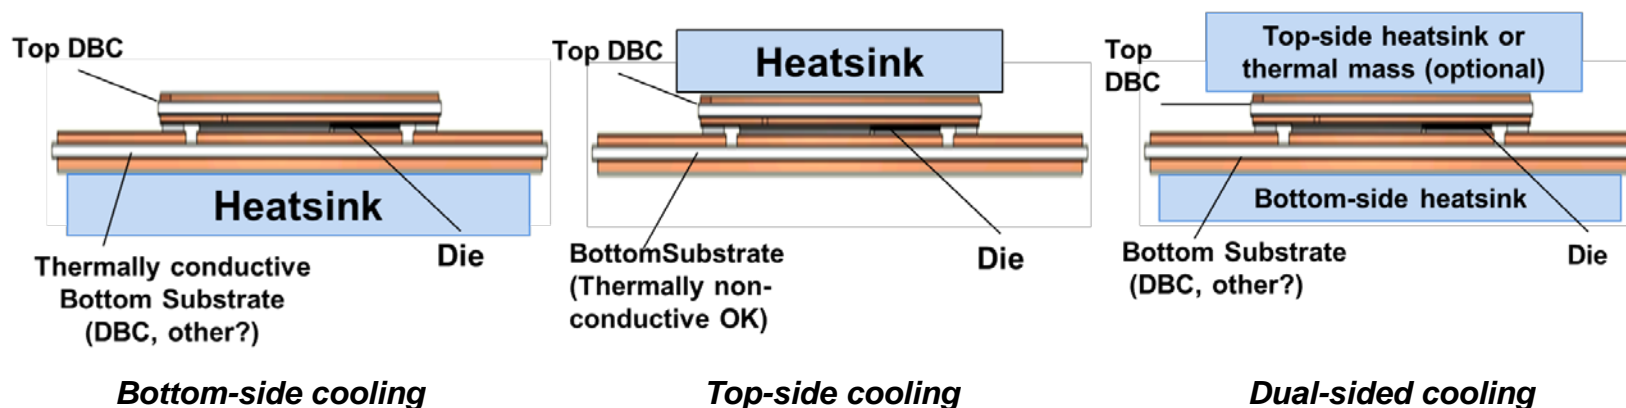 Top DBC
Heatsink
Die
Thermally conductive
Bottom Substrate
(DBC, other?)
Bottom-side cooling
Top DBC
Heatsink
BottomSubstrate
(Thermally non-
conductive OK)
Die
Top-side cooling
Top
DBC
Top-side heatsink or
thermal mass (optional)
Bottom-side heatsink
Bottom Substrate
(DBC, other?)
Die
Dual-sided cooling